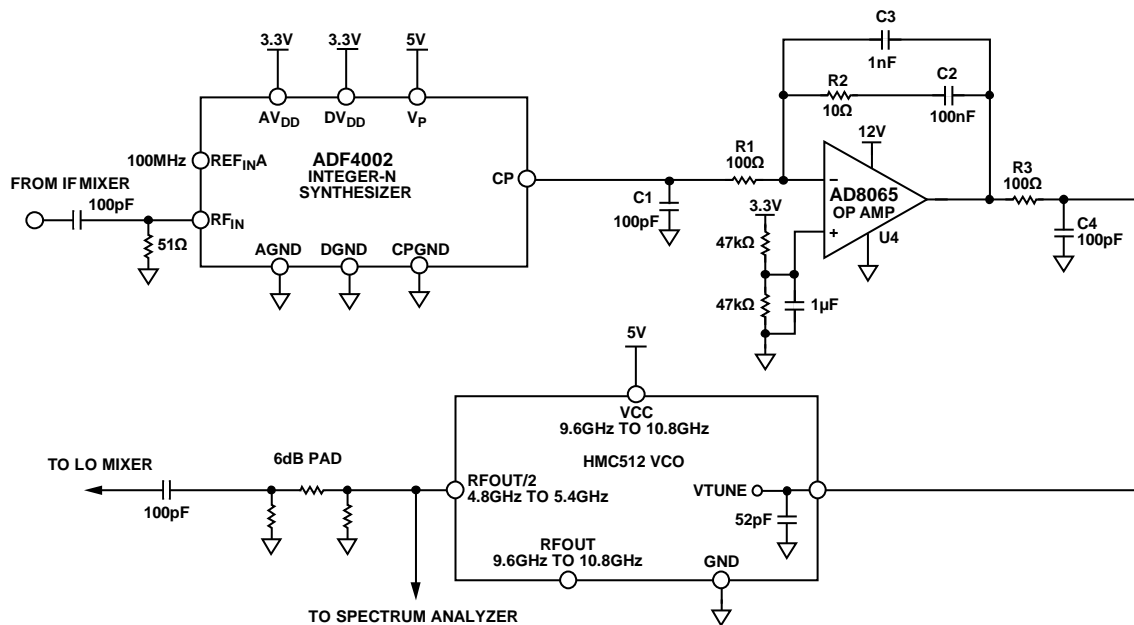 3.3V
3.3V
5V
AVDD
DVDD
VP
100MHz
REFINA
ADF4002
INTEGER-N
SYNTHESIZER
CP
FROM IF MIXER
100pF
RFIN
51Ω
AGND
DGND
CPGND
C3
1nF
R2
10Ω
C2
100nF
R1
100Ω
C1
100pF
12V
–
AD8065
OP AMP
+
U4
3.3V
47kΩ
47kΩ
1µF
R3
100Ω
C4
100pF
5V
VCC
9.6GHz TO 10.8GHz
HMC512 VCO
TO LO MIXER
6dB PAD
100pF
RFOUT/2
4.8GHz TO 5.4GHz
VTUNE
52pF
RFOUT
9.6GHz TO 10.8GHz
GND
TO SPECTRUM ANALYZER